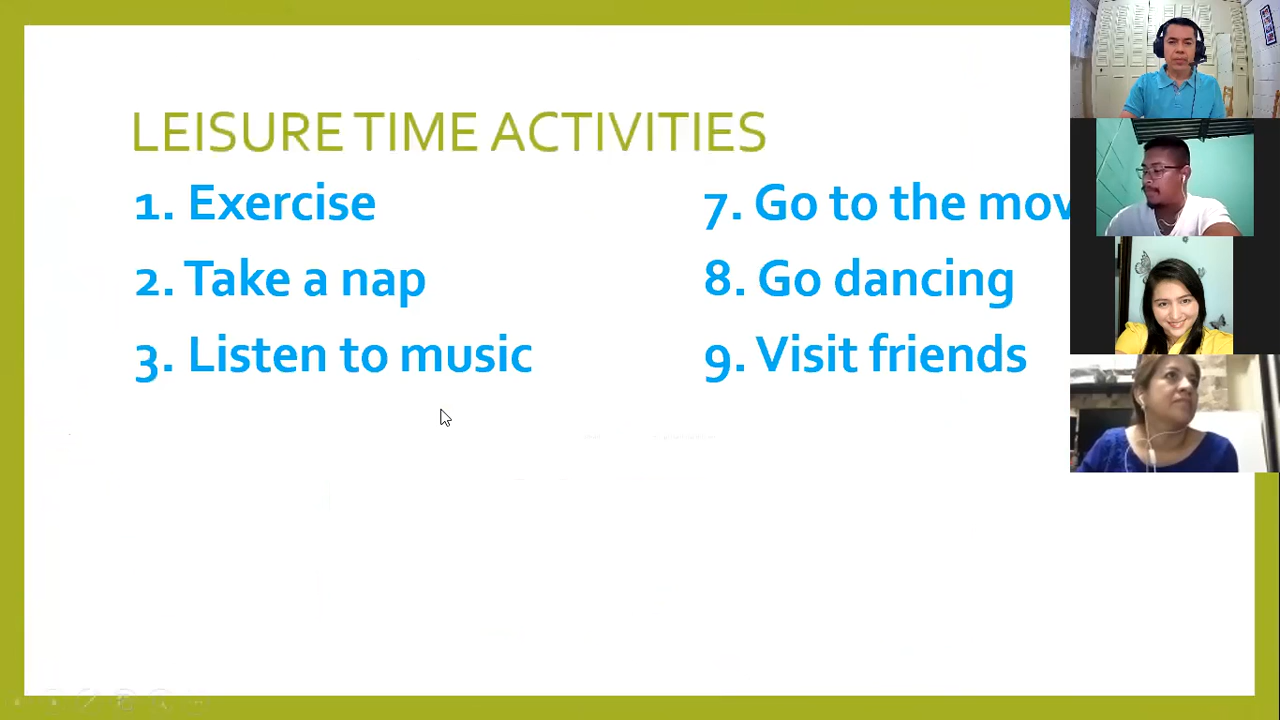 LEISURE TIME ACTIVITIES
1. Exercise
2. Take a nap
3. Listen to music
7. Go to the
8. Go dancing
9. Visit friends